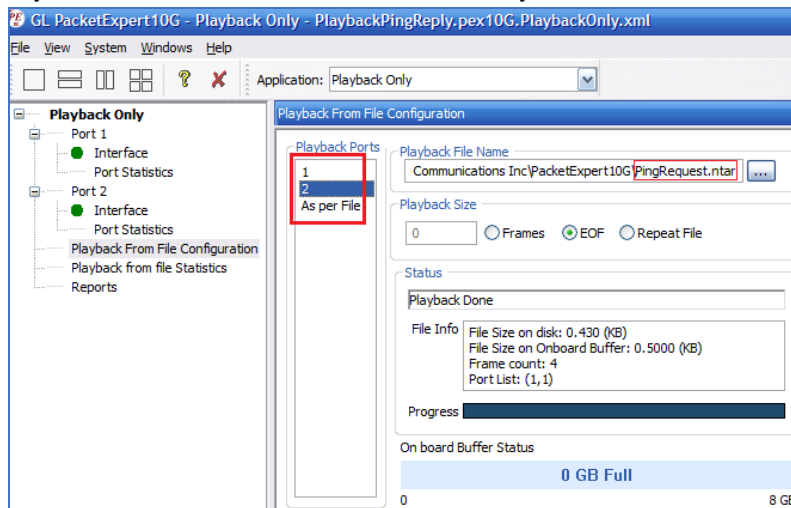 GL PacketExpert10G - Playback Only - PlaybackPingReply.pex10G.PlaybackOnly.xml
File View System Windows Help
Application: Playback Only
Playback Only
Port 1
Interface
Port Statistics
Port 2
Interface
Port Statistics
Playback From File Configuration
Playback from file Statistics
Reports
Playback From File Configuration
Playback Ports
1
2
As per File
Playback File Name
Communications Inc\PacketExpert10G\PingRequest.ntar ...
Playback Size
0 Frames EOF Repeat File
Status
Playback Done
File Info
File Size on disk: 0.430 (KB)
File Size on Onboard Buffer: 0.5000 (KB)
Frame count: 4
Port List: (1,1)
Progress
On board Buffer Status
0 GB Full
0 8 GB